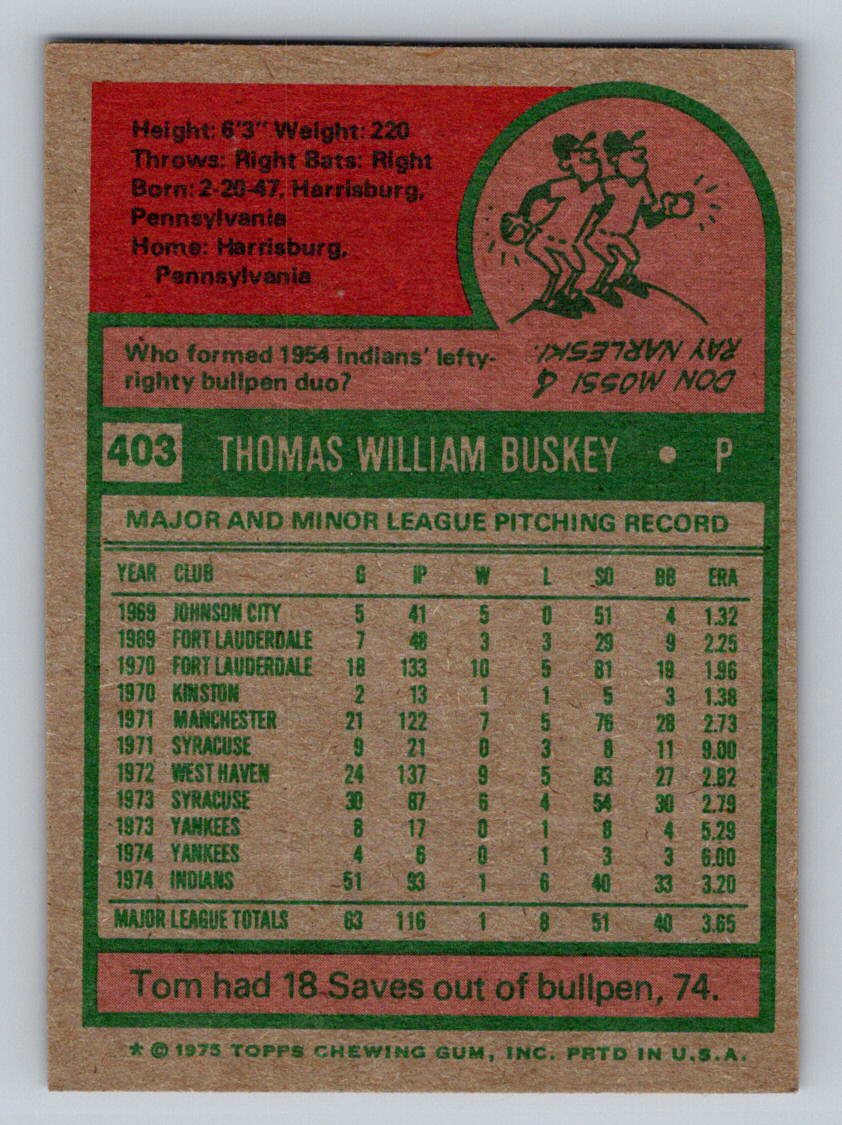 Height: 6'3" Weight: 220
Throws: Right Bats: Right
Born: 2-20-47, Harrisburg,
Pennsylvania
Home: Harrisburg,
Pennsylvania
Who formed 1954 Indians' lefty-
righty bullpen duo?
DON MOSSI &
RAY NARLESKI.
403 THOMAS WILLIAM BUSKEY • P
MAJOR AND MINOR LEAGUE PITCHING RECORD
YEAR CLUB G IP W L SO BB ERA
1969 JOHNSON CITY 5 41 5 0 51 4 1.32
1969 FORT LAUDERDALE 7 48 3 3 29 9 2.25
1970 FORT LAUDERDALE 18 133 10 5 81 19 1.96
1970 KINSTON 2 13 1 1 5 3 1.38
1971 MANCHESTER 21 122 7 5 76 28 2.73
1971 SYRACUSE 9 21 0 3 8 11 9.00
1972 WEST HAVEN 24 137 9 5 83 27 2.82
1973 SYRACUSE 30 87 6 4 54 30 2.79
1973 YANKEES 8 17 0 1 8 4 5.29
1974 YANKEES 4 6 0 1 3 3 6.00
1974 INDIANS 51 93 1 6 40 33 3.20
MAJOR LEAGUE TOTALS 63 116 1 8 51 40 3.65
Tom had 18 Saves out of bullpen, 74.
* © 1975 TOPPS CHEWING GUM, INC. PRTD IN U.S.A.